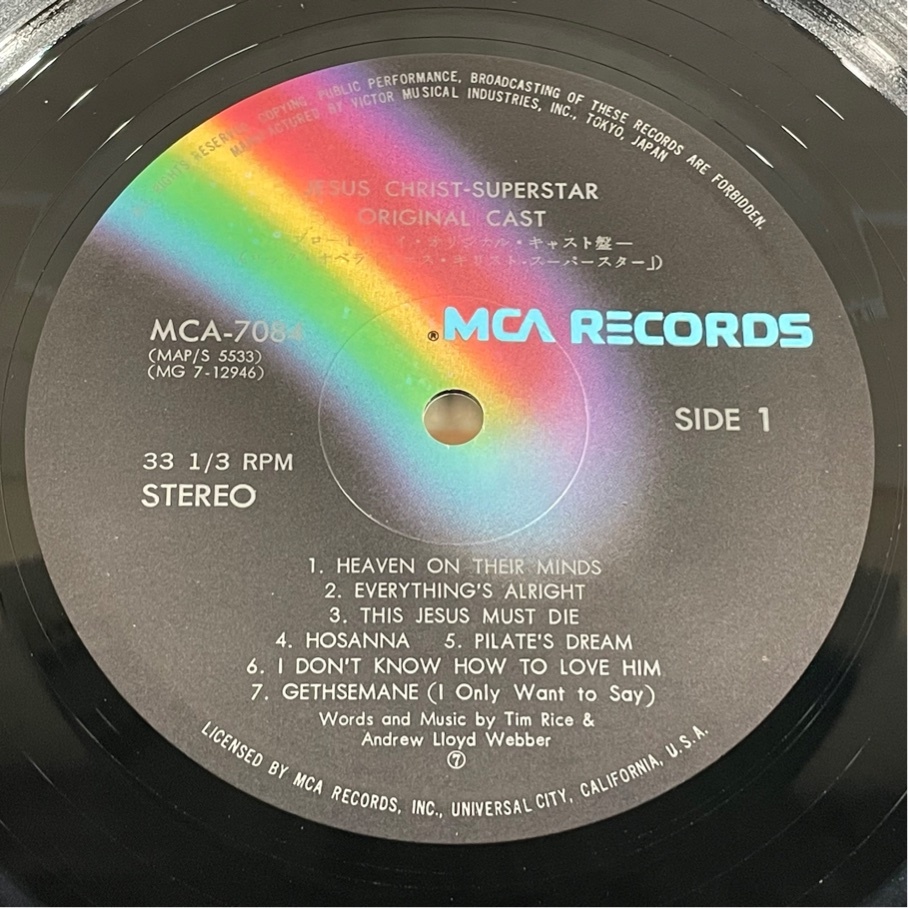 RIGHTS RESERVED. COPYING, PUBLIC PERFORMANCE, BROADCASTING OF THESE RECORDS ARE FORBIDDEN.
MANUFACTURED BY VICTOR MUSICAL INDUSTRIES, INC., TOKYO, JAPAN
JESUS CHRIST-SUPERSTAR
ORIGINAL CAST
オリジナル・キャスト盤—
キリスト・スーパースター」)
®MCA RECORDS
MCA-7084
(MAP/S 5533)
(MG 7-12946)
SIDE 1
33 1/3 RPM
STEREO
1. HEAVEN ON THEIR MINDS
2. EVERYTHING'S ALRIGHT
3. THIS JESUS MUST DIE
4. HOSANNA 5. PILATE'S DREAM
6. I DON'T KNOW HOW TO LOVE HIM
7. GETHSEMANE (I Only Want to Say)
Words and Music by Tim Rice &
Andrew Lloyd Webber
⑦
LICENSED BY MCA RECORDS, INC., UNIVERSAL CITY, CALIFORNIA, U.S.A.